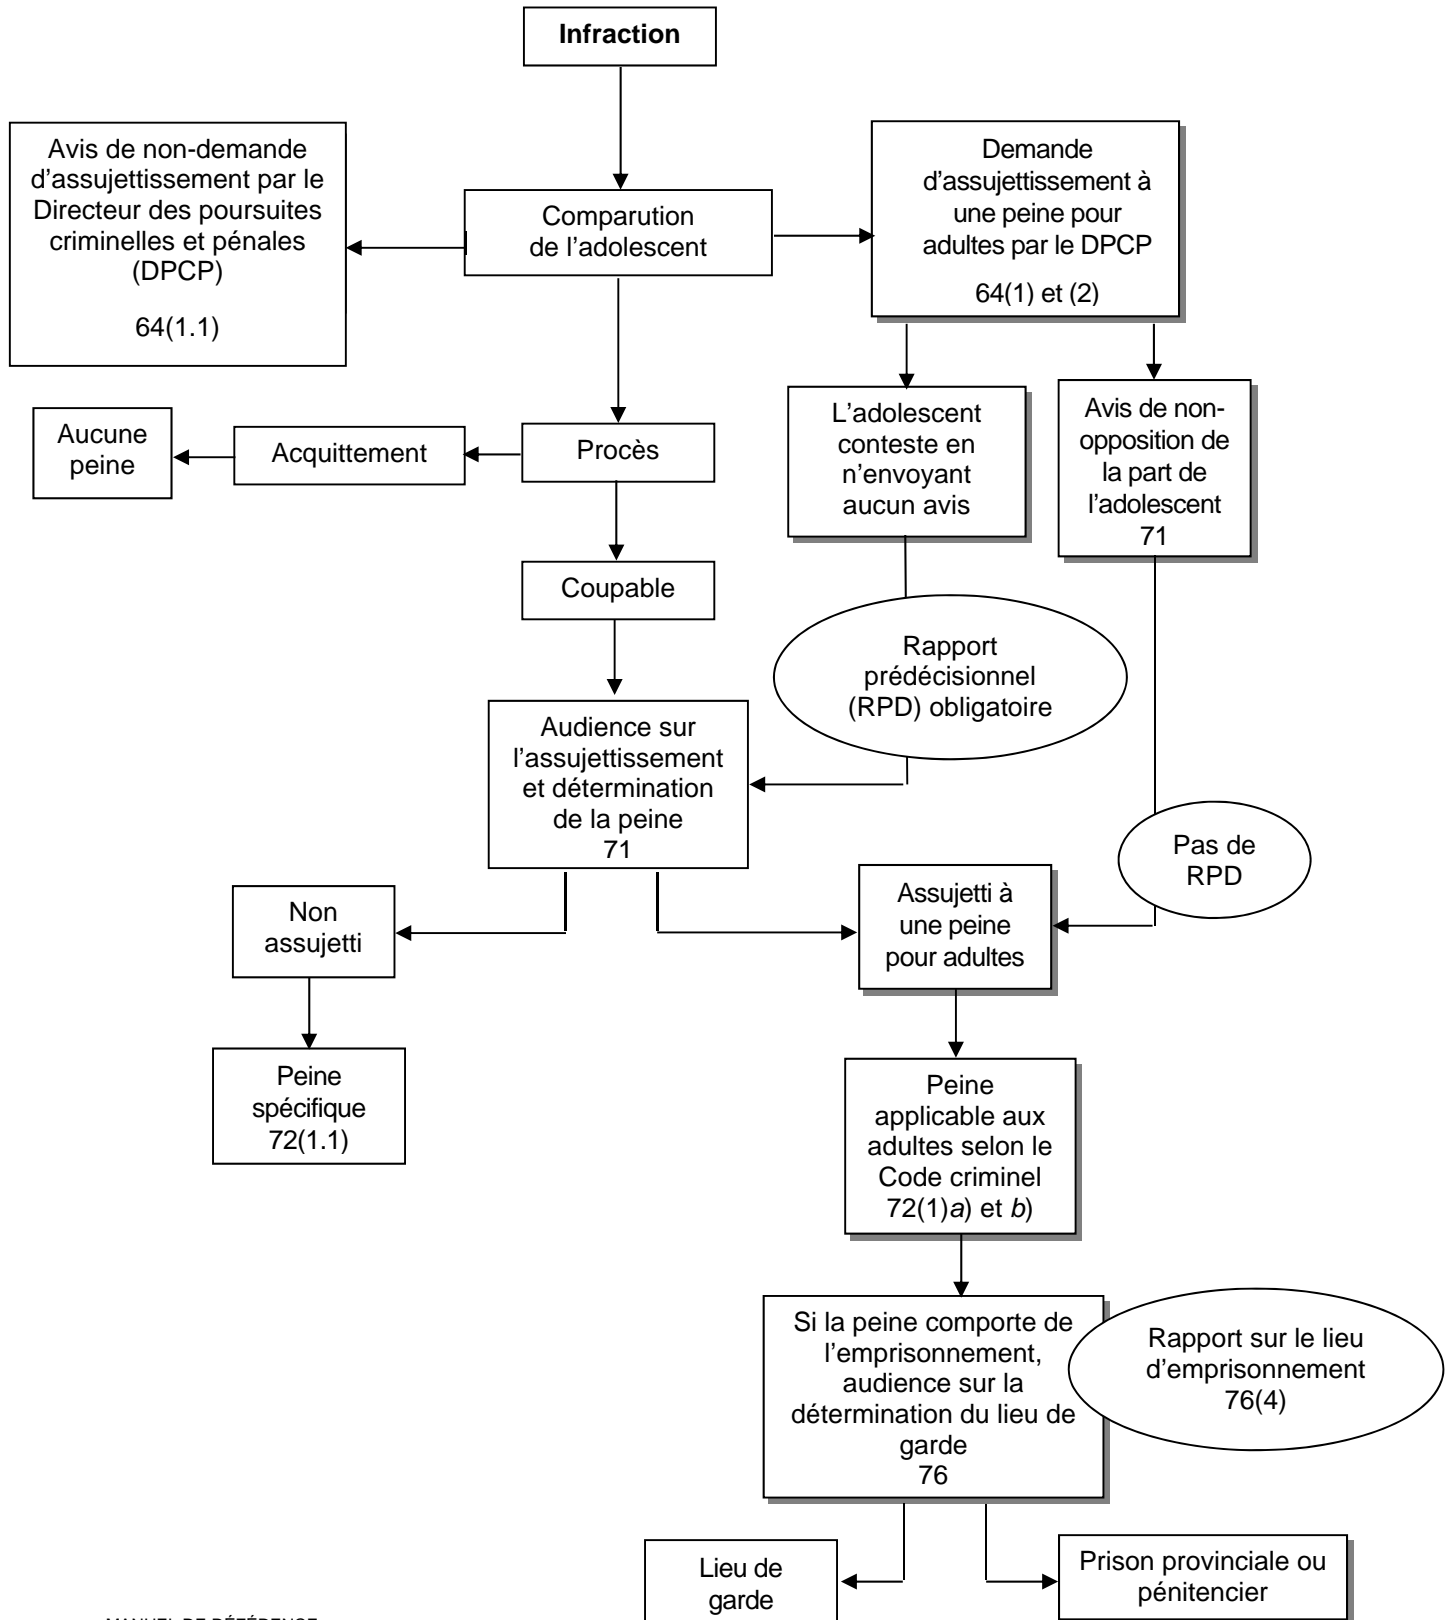 Infraction
Avis de non-demande
d'assujettissement par le
Directeur des poursuites
criminelles et pénales
(DPCP)
64(1.1)
Comparution
de l'adolescent
Demande
d'assujettissement à
une peine pour
adultes par le DPCP
64(1) et (2)
Aucune
peine
Acquittement
Procès
L'adolescent
conteste en
n'envoyant
aucun avis
Avis de non-
opposition de
la part de
l'adolescent
71
Coupable
Rapport
prédécisionnel
(RPD) obligatoire
Audience sur
l'assujettissement
et détermination
de la peine
71
Pas de
RPD
Non
assujetti
Assujetti à
une peine
pour adultes
Peine
spécifique
72(1.1)
Peine
applicable aux
adultes selon le
Code criminel
72(1)a) et b)
Si la peine comporte de
l'emprisonnement,
audience sur la
détermination du lieu de
garde
76
Rapport sur le lieu
d'emprisonnement
76(4)
Lieu de
garde
Prison provinciale ou
pénitencier
MANUEL DE RÉFÉRENCE